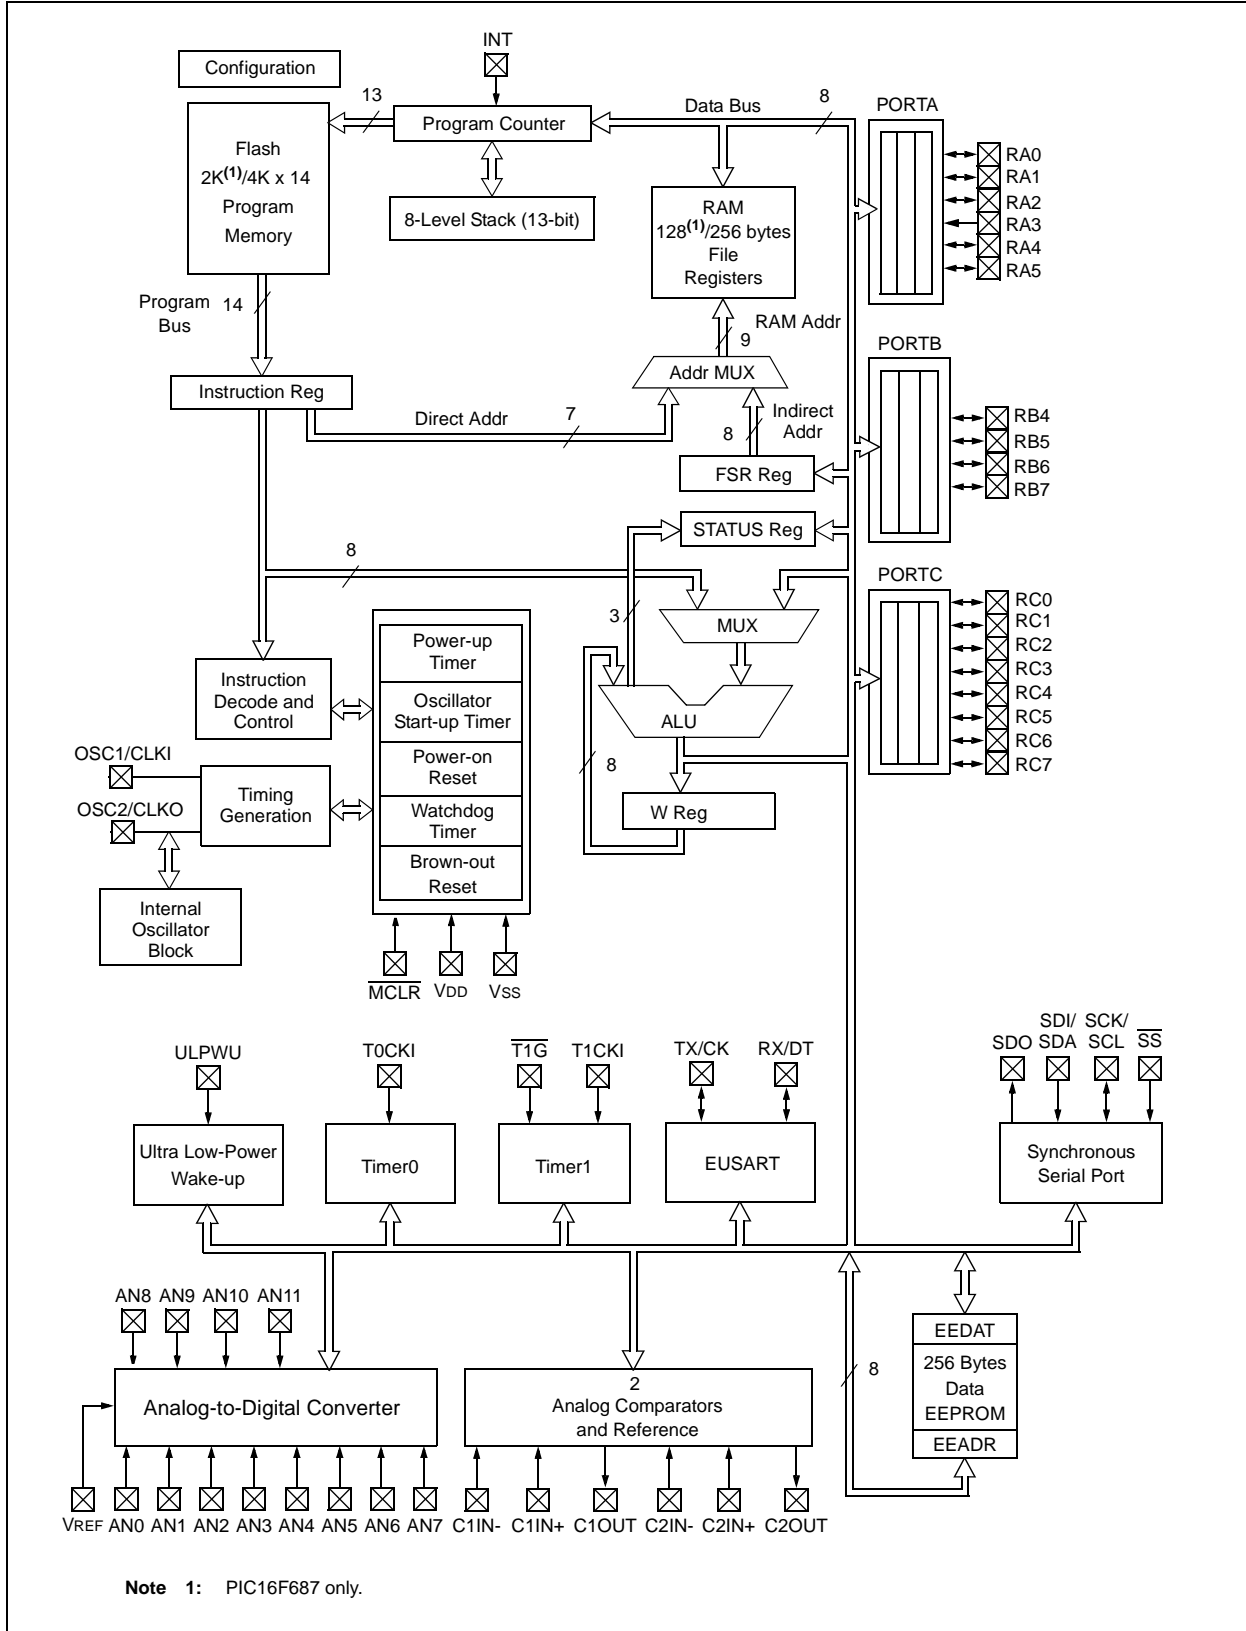 INT
Configuration
13
Data Bus
8
PORTA
Program Counter
Flash
2K(1)/4K x 14
Program
Memory
8-Level Stack (13-bit)
RAM
128(1)/256 bytes
File
Registers
RA0
RA1
RA2
RA3
RA4
RA5
Program
Bus
14
RAM Addr
9
PORTB
Addr MUX
Instruction Reg
Direct Addr
7
Indirect
Addr
8
FSR Reg
RB4
RB5
RB6
RB7
STATUS Reg
8
PORTC
3
MUX
RC0
RC1
RC2
RC3
RC4
RC5
RC6
RC7
Power-up
Timer
Instruction
Decode and
Control
Oscillator
Start-up Timer
ALU
OSC1/CLKI
Power-on
Reset
8
OSC2/CLKO
Timing
Generation
Watchdog
Timer
W Reg
Brown-out
Reset
Internal
Oscillator
Block
MCLR
VDD
VSS
ULPWU
T0CKI
T1G
T1CKI
TX/CK
RX/DT
SDO
SDI/
SDA
SCK/
SCL
SS
Ultra Low-Power
Wake-up
Timer0
Timer1
EUSART
Synchronous
Serial Port
AN8
AN9
AN10
AN11
EEDAT
256 Bytes
Data
EEPROM
EEADR
8
Analog-to-Digital Converter
2
Analog Comparators
and Reference
VREF
AN0
AN1
AN2
AN3
AN4
AN5
AN6
AN7
C1IN-
C1IN+
C1OUT
C2IN-
C2IN+
C2OUT
Note 1: PIC16F687 only.